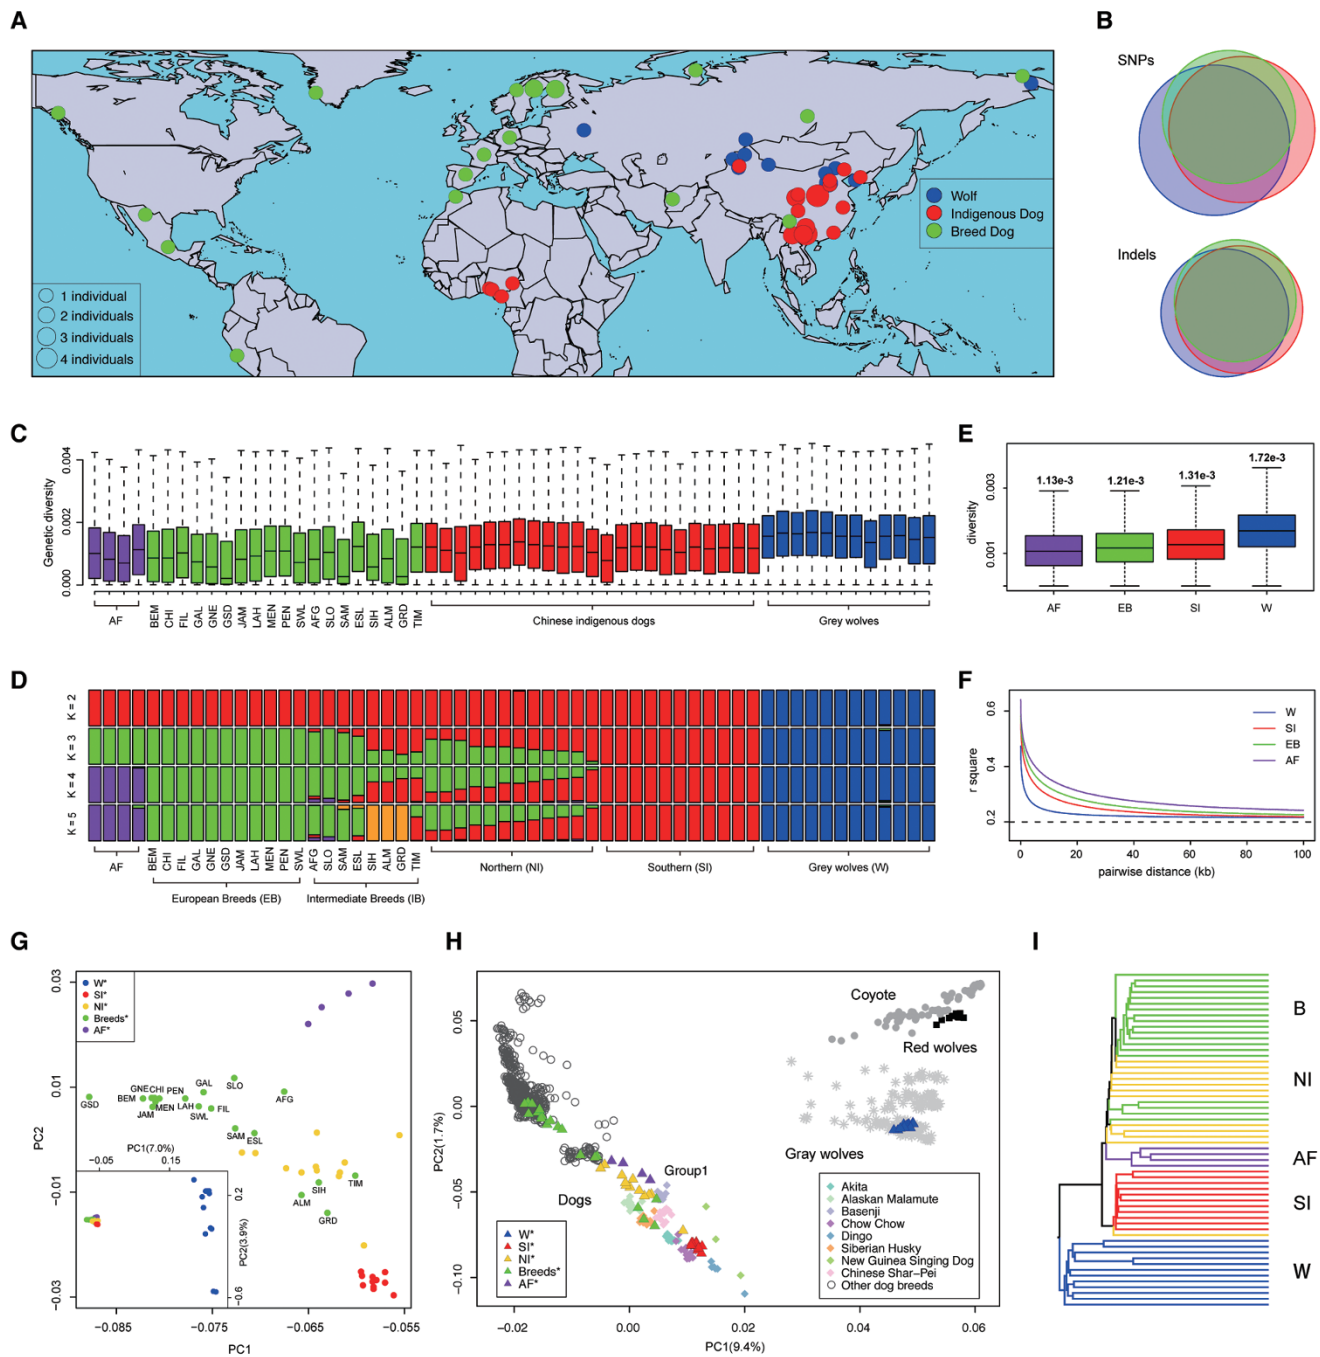 A
B
SNPs
Indels
Wolf
Indigenous Dog
Breed Dog
1 individual
2 individuals
3 individuals
4 individuals
C
Genetic diversity
0.004
0.002
0.000
AF
BEM
CHI
FIL
GAL
GNE
GSD
JAM
LAH
MEN
PEN
SWL
AFG
SLO
SAM
ESL
SIH
ALM
GRD
TIM
Chinese indigenous dogs
Grey wolves
E
diversity
0.003
0.001
1.13e-3
1.21e-3
1.31e-3
1.72e-3
AF
EB
SI
W
D
K = 2
K = 3
K = 4
K = 5
AF
BEM
CHI
FIL
GAL
GNE
GSD
JAM
LAH
MEN
PEN
SWL
AFG
SLO
SAM
ESL
SIH
ALM
GRD
TIM
European Breeds (EB)
Intermediate Breeds (IB)
Northern (NI)
Southern (SI)
Grey wolves (W)
F
r square
0.6
0.4
0.2
W
SI
EB
AF
0 20 40 60 80 100
pairwise distance (kb)
G
PC2
0.03
0.01
−0.01
−0.03
W*
SI*
NI*
Breeds*
AF*
GSD
BEM
GNE
CHI
PEN
GAL
SLO
AFG
JAM
MEN
LAH
SWL
FIL
SAM
ESL
ALM
SIH
TIM
GRD
PC1(7.0%)
−0.05 0.15
0.2
−0.6
PC2(3.9%)
−0.085 −0.075 −0.065 −0.055
PC1
H
PC2(1.7%)
0.05
0.00
−0.05
−0.10
Coyote
Red wolves
Gray wolves
Group1
Dogs
W*
SI*
NI*
Breeds*
AF*
Akita
Alaskan Malamute
Basenji
Chow Chow
Dingo
Siberian Husky
New Guinea Singing Dog
Chinese Shar−Pei
Other dog breeds
−0.02 0.00 0.02 0.04 0.06
PC1(9.4%)
I
B
NI
AF
SI
W